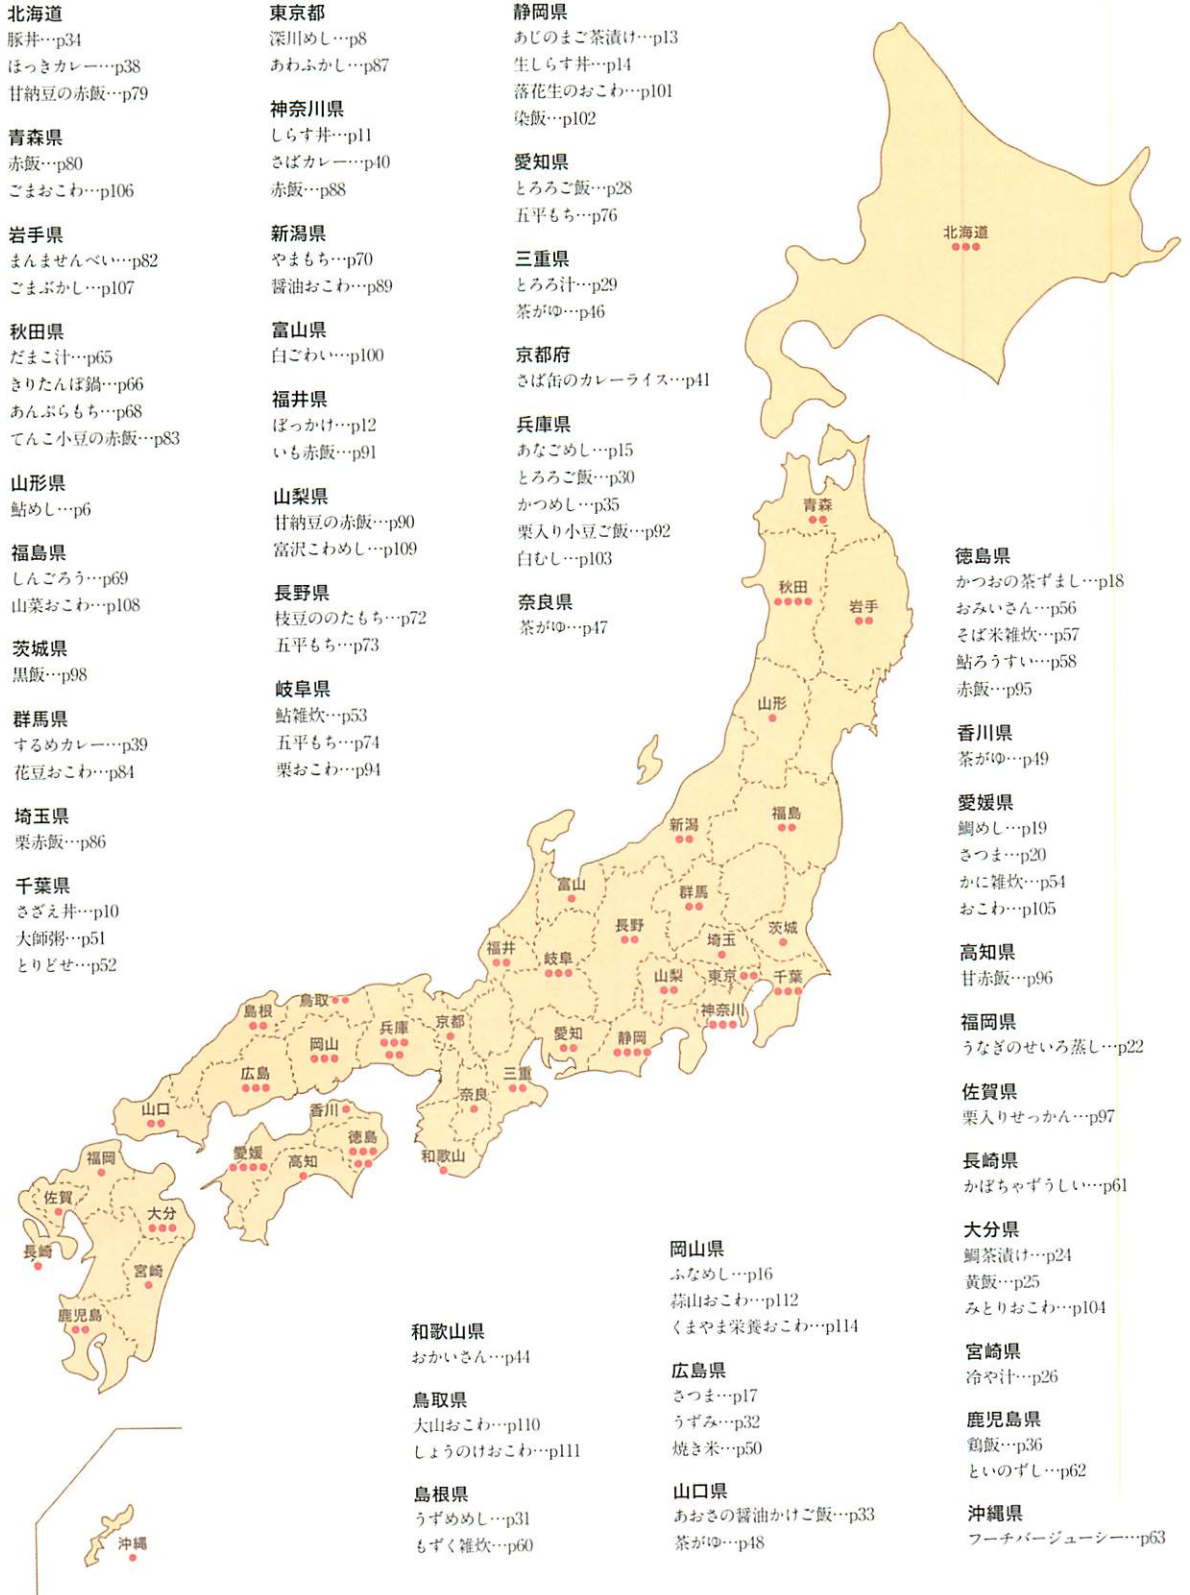 北海道
豚丼…p34
ほっきカレー…p38
甘納豆の赤飯…p79
青森県
赤飯…p80
ごまおこわ…p106
岩手県
まんませんべい…p82
ごまぶかし…p107
秋田県
だまこ汁…p65
きりたんぽ鍋…p66
あんぷらもち…p68
てんこ小豆の赤飯…p83
山形県
鮎めし…p6
福島県
しんごろう…p69
山菜おこわ…p108
茨城県
黒飯…p98
群馬県
するめカレー…p39
花豆おこわ…p84
埼玉県
栗赤飯…p86
千葉県
さざえ丼…p10
大師粥…p51
とりどせ…p52
東京都
深川めし…p8
あわふかし…p87
神奈川県
しらす丼…p11
さばカレー…p40
赤飯…p88
新潟県
やまもち…p70
醤油おこわ…p89
富山県
白ごわい…p100
福井県
ぼっかけ…p12
いも赤飯…p91
山梨県
甘納豆の赤飯…p90
富沢こわめし…p109
長野県
枝豆ののたもち…p72
五平もち…p73
岐阜県
鮎雑炊…p53
五平もち…p74
栗おこわ…p94
静岡県
あじのまご茶漬け…p13
生しらす丼…p14
落花生のおこわ…p101
染飯…p102
愛知県
とろろご飯…p28
五平もち…p76
三重県
とろろ汁…p29
茶がゆ…p46
京都府
さば缶のカレーライス…p41
兵庫県
あなごめし…p15
とろろご飯…p30
かつめし…p35
栗入り小豆ご飯…p92
白むし…p103
奈良県
茶がゆ…p47
和歌山県
おかいさん…p44
鳥取県
大山おこわ…p110
しょうのけおこわ…p111
島根県
うずめめし…p31
もずく雑炊…p60
岡山県
ふなめし…p16
蒜山おこわ…p112
くまやま栄養おこわ…p114
広島県
さつま…p17
うずみ…p32
焼き米…p50
山口県
あおさの醤油かけご飯…p33
茶がゆ…p48
徳島県
かつおの茶ずまし…p18
おみいさん…p56
そば米雑炊…p57
鮎ろうすい…p58
赤飯…p95
香川県
茶がゆ…p49
愛媛県
鯛めし…p19
さつま…p20
かに雑炊…p54
おこわ…p105
高知県
甘赤飯…p96
福岡県
うなぎのせいろ蒸し…p22
佐賀県
栗入りせっかん…p97
長崎県
かぼちゃずうしい…p61
大分県
鯛茶漬け…p24
黄飯…p25
みとりおこわ…p104
宮崎県
冷や汁…p26
鹿児島県
鶏飯…p36
といのずし…p62
沖縄県
フーチバージューシー…p63
北海道
青森
秋田
岩手
山形
新潟
福島
富山
群馬
長野
茨城
福井
埼玉
岐阜
山梨
東京
千葉
鳥取
島根
神奈川
兵庫
京都
愛知
静岡
岡山
広島
三重
奈良
山口
香川
徳島
愛媛
高知
和歌山
福岡
佐賀
大分
長崎
宮崎
鹿児島
沖縄